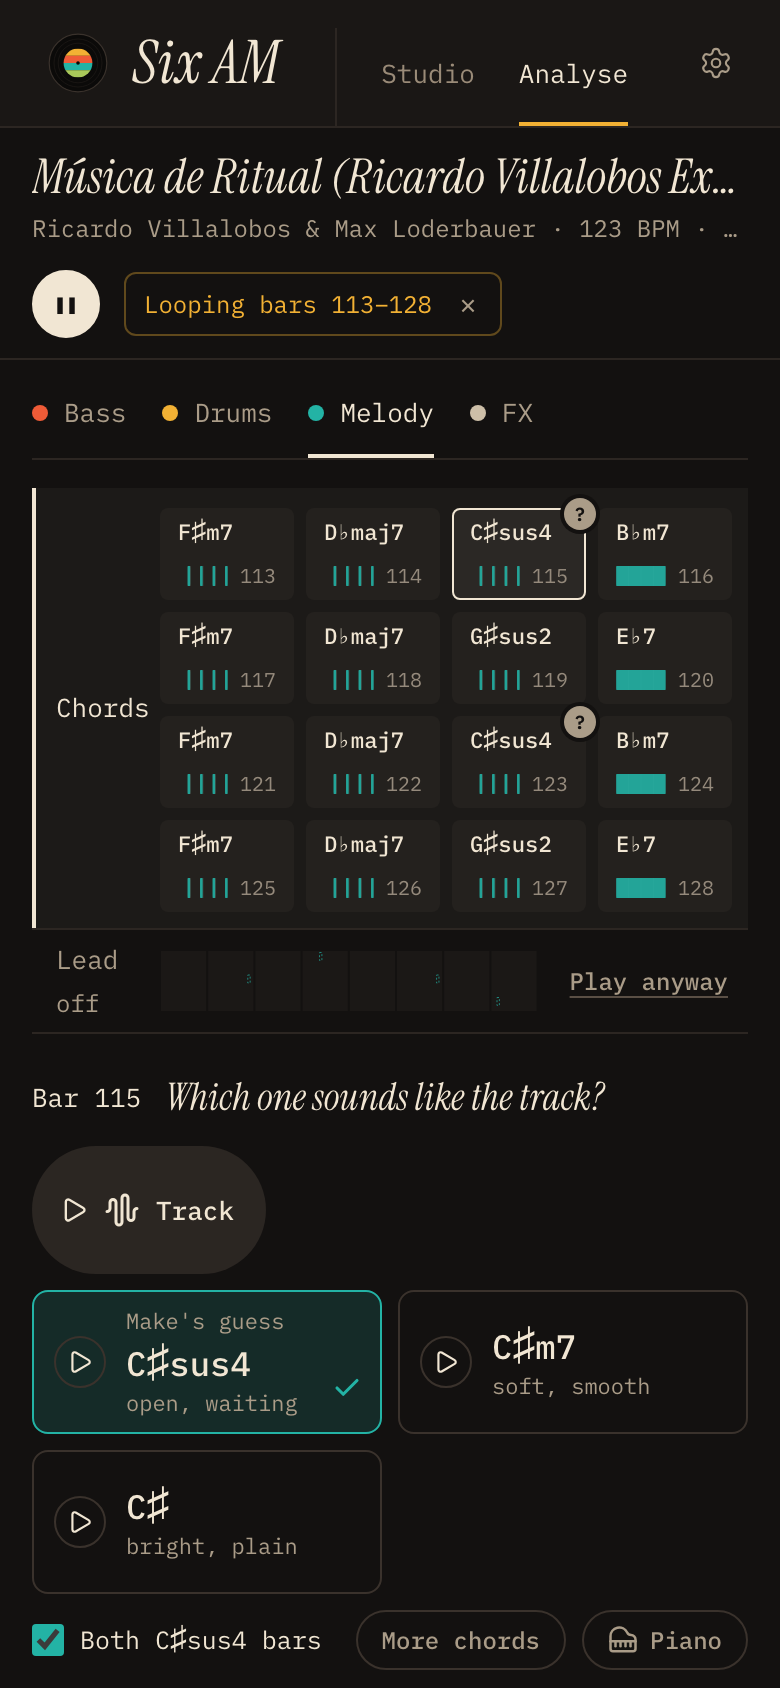 Six AM
Studio Analyse
Música de Ritual (Ricardo Villalobos Ex...
Ricardo Villalobos & Max Loderbauer · 123 BPM · …
Looping bars 113–128 ×
Bass Drums Melody FX
Chords
F♯m7 D♭maj7 C♯sus4 ? B♭m7
113 114 115 116
F♯m7 D♭maj7 G♯sus2 E♭7
117 118 119 120
F♯m7 D♭maj7 C♯sus4 ? B♭m7
121 122 123 124
F♯m7 D♭maj7 G♯sus2 E♭7
125 126 127 128
Lead
off
Play anyway
Bar 115 Which one sounds like the track?
Track
Make's guess
C♯sus4
open, waiting
C♯m7
soft, smooth
C♯
bright, plain
Both C♯sus4 bars More chords Piano